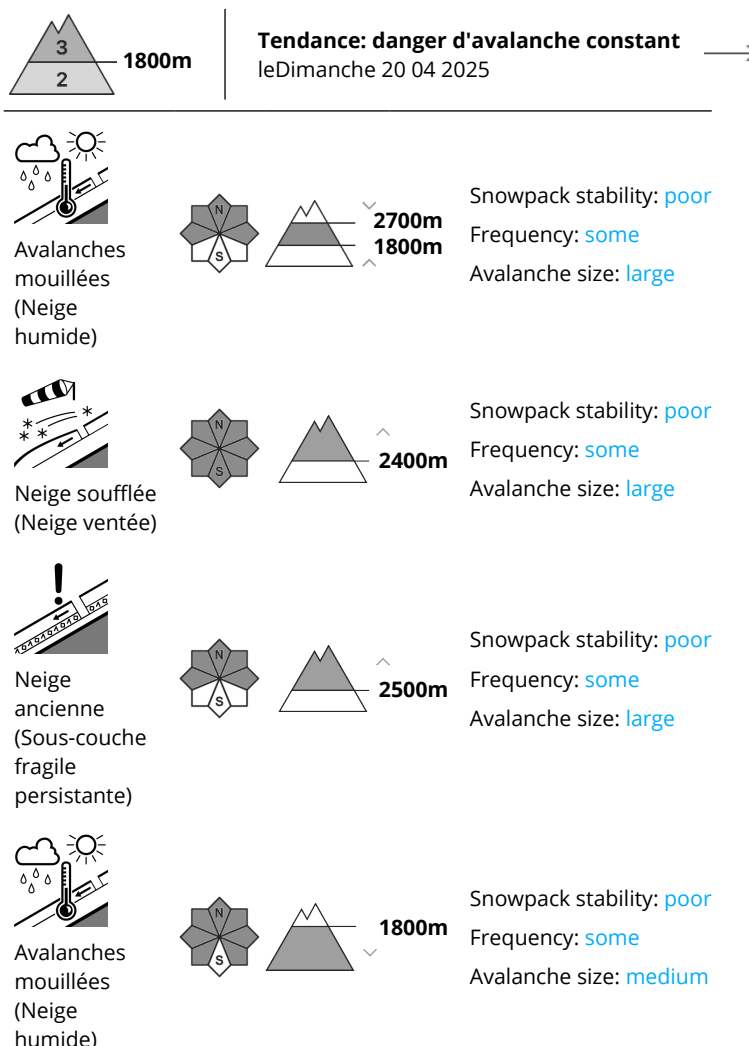 3
2
1800m
Tendance: danger d'avalanche constant
leDimanche 20 04 2025
Avalanches
mouillées
(Neige
humide)
N
S
2700m
1800m
Snowpack stability: poor
Frequency: some
Avalanche size: large
Neige soufflée
(Neige ventée)
N
S
2400m
Snowpack stability: poor
Frequency: some
Avalanche size: large
Neige
ancienne
(Sous-couche
fragile
persistante)
N
S
2500m
Snowpack stability: poor
Frequency: some
Avalanche size: large
Avalanches
mouillées
(Neige
humide)
N
S
1800m
Snowpack stability: poor
Frequency: some
Avalanche size: medium